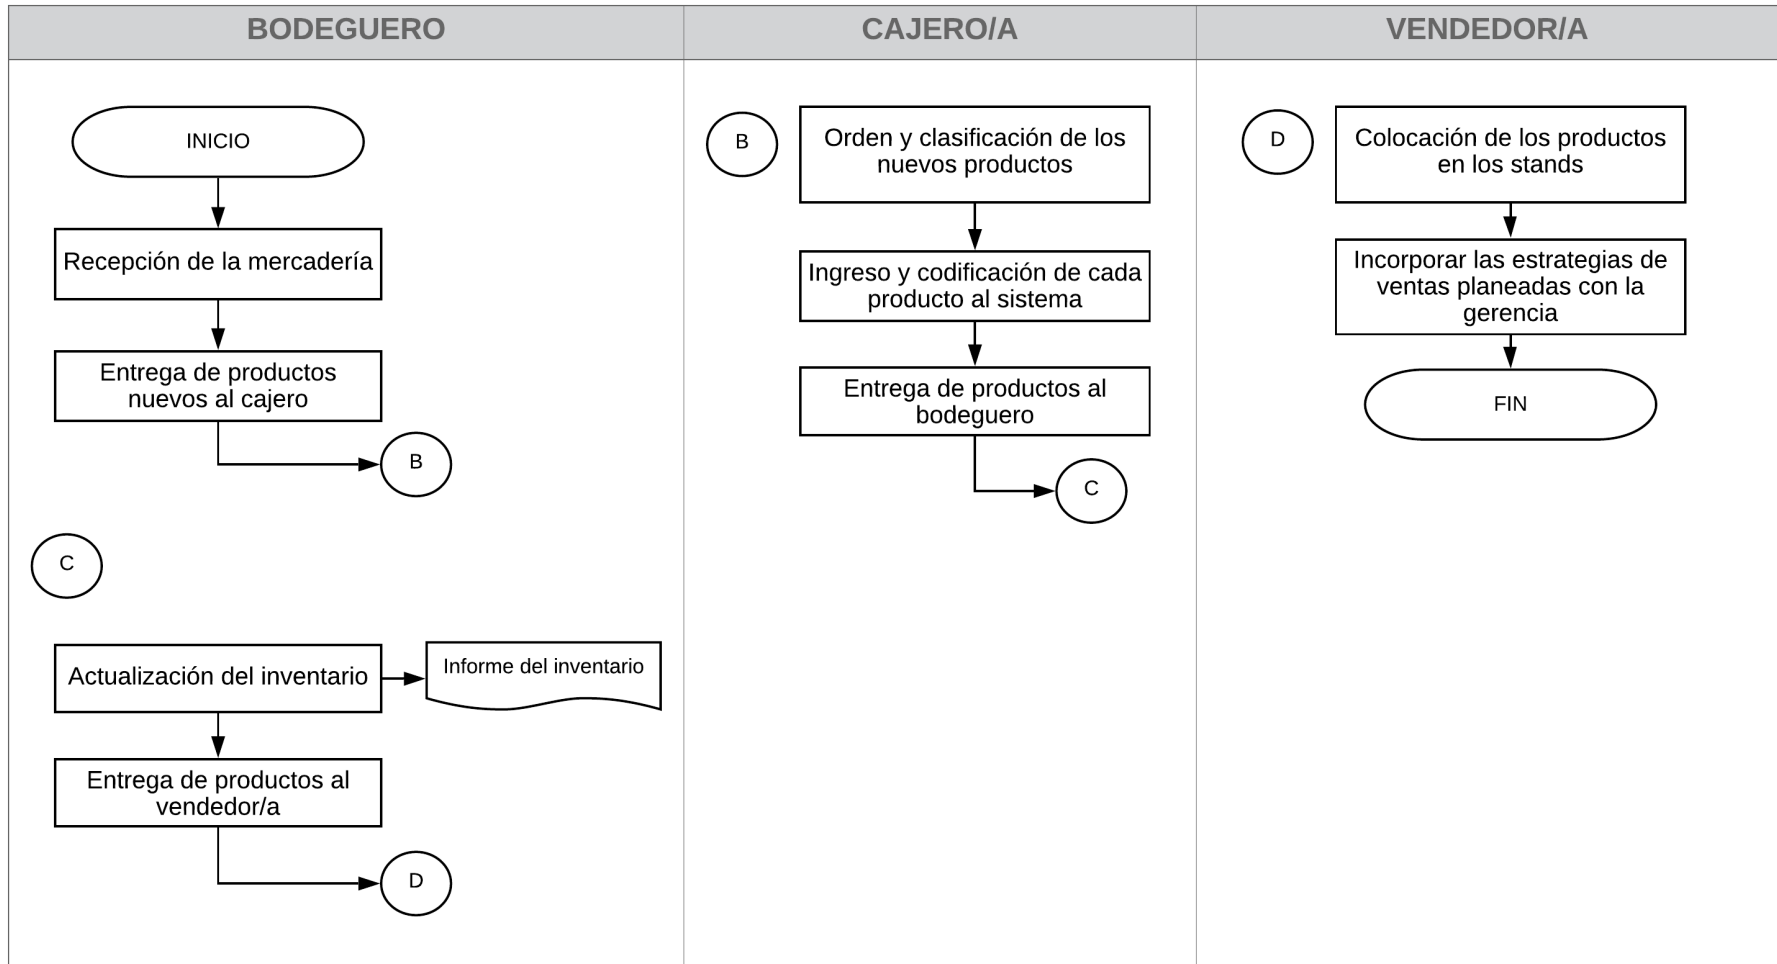 BODEGUERO
CAJERO/A
VENDEDOR/A
INICIO
Recepción de la mercadería
Entrega de productos
nuevos al cajero
B
C
Actualización del inventario
Informe del inventario
Entrega de productos al
vendedor/a
D
B
Orden y clasificación de los
nuevos productos
Ingreso y codificación de cada
producto al sistema
Entrega de productos al
bodeguero
C
D
Colocación de los productos
en los stands
Incorporar las estrategias de
ventas planeadas con la
gerencia
FIN